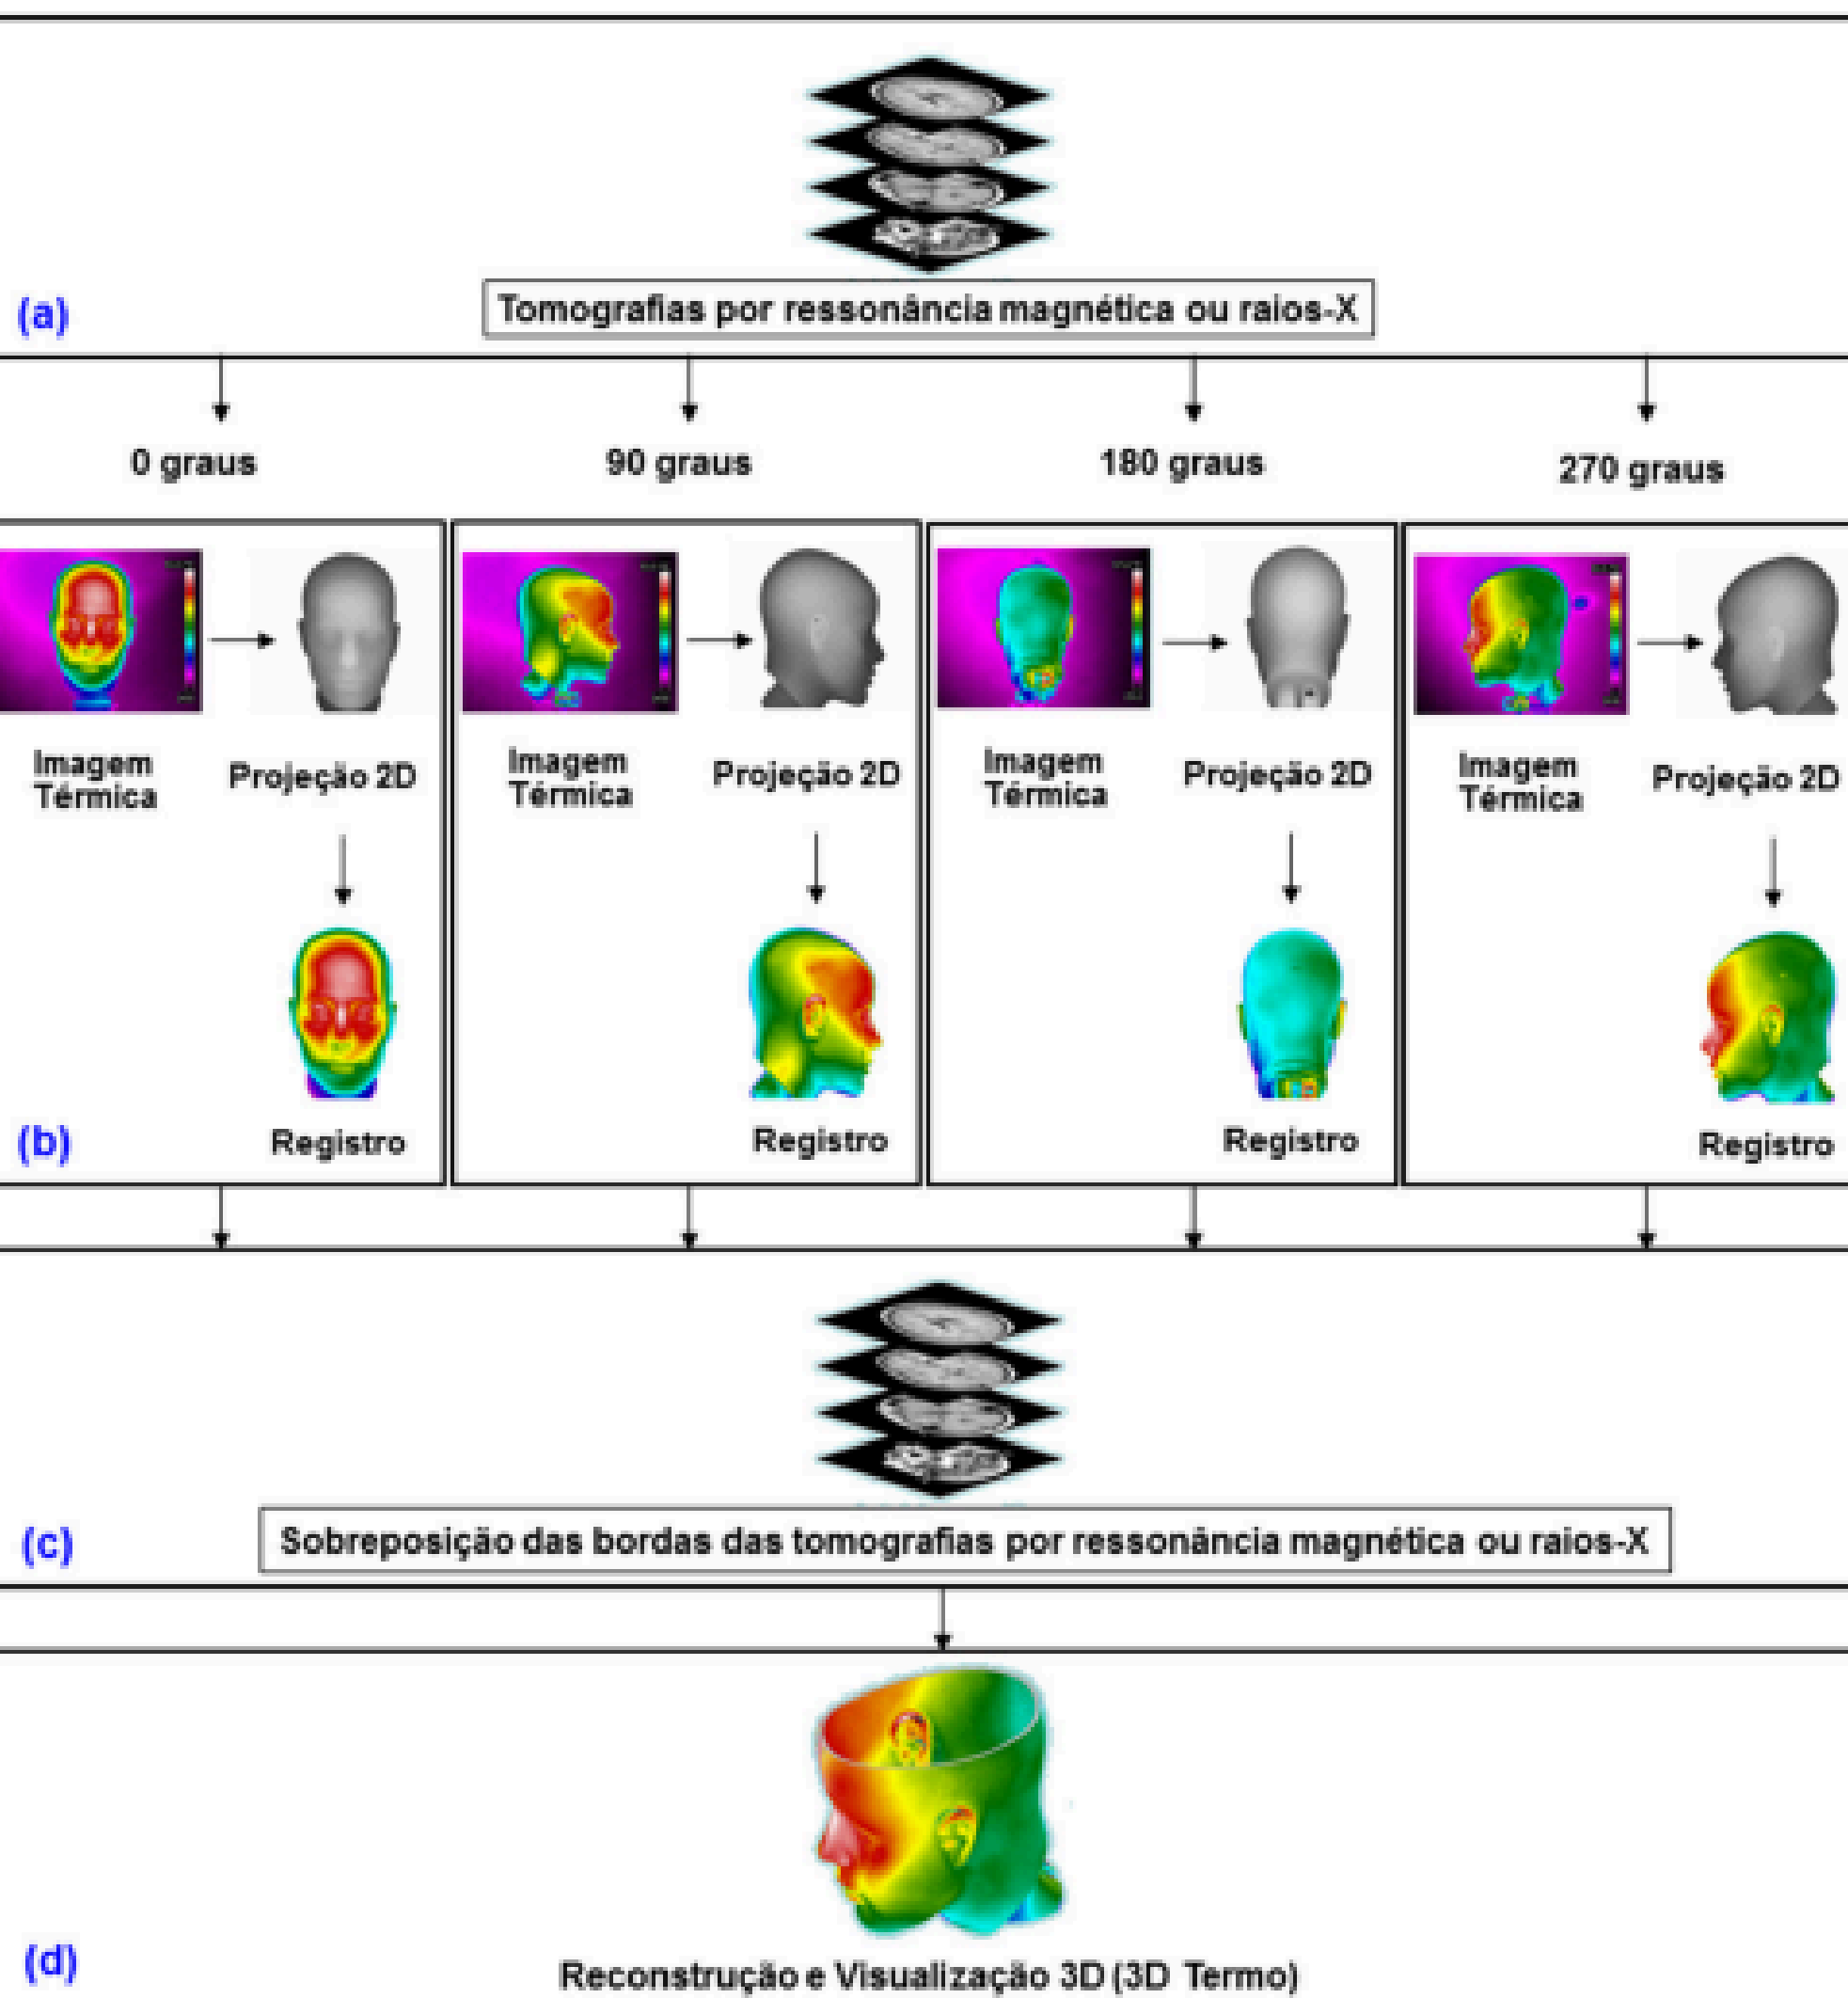 (a)
Tomografias por ressonância magnética ou raios-X
0 graus
90 graus
180 graus
270 graus
Imagem
Térmica
Projeção 2D
Registro
Imagem
Térmica
Projeção 2D
Registro
Imagem
Térmica
Projeção 2D
Registro
Imagem
Térmica
Projeção 2D
Registro
(b)
(c)
Sobreposição das bordas das tomografias por ressonância magnética ou raios-X
(d)
Reconstrução e Visualização 3D (3D Termo)